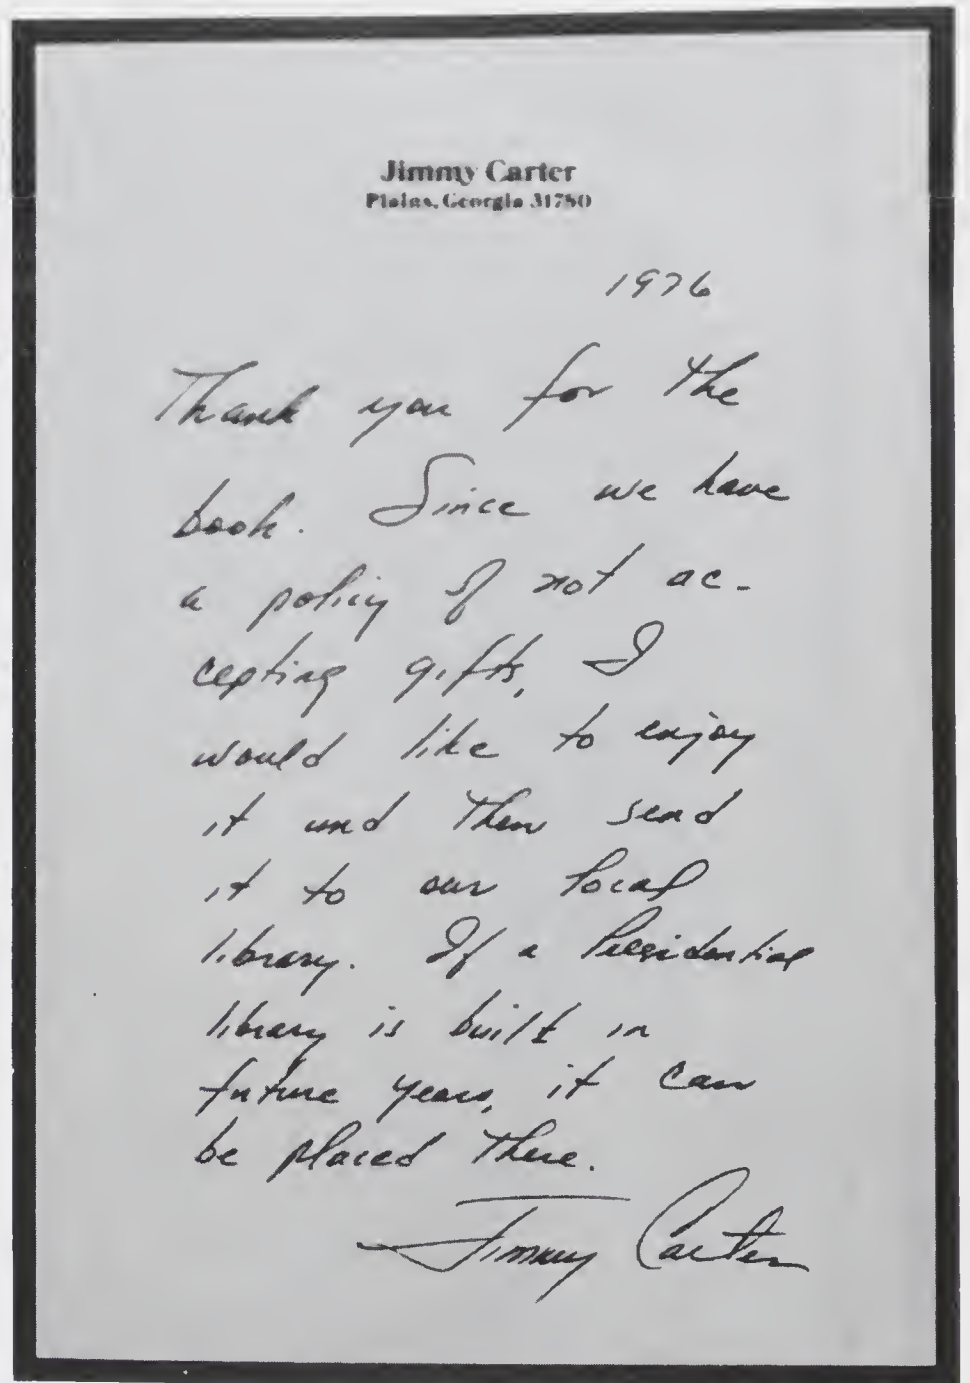 Jimmy Carter
Plains, Georgia 31780
1976
Thank you for the
book. Since we have
a policy of not ac-
cepting gifts, I
would like to enjoy
it and then send
it to our local
library. If a Presidential
library is built in
future years, it can
be placed there.
Jimmy Carter